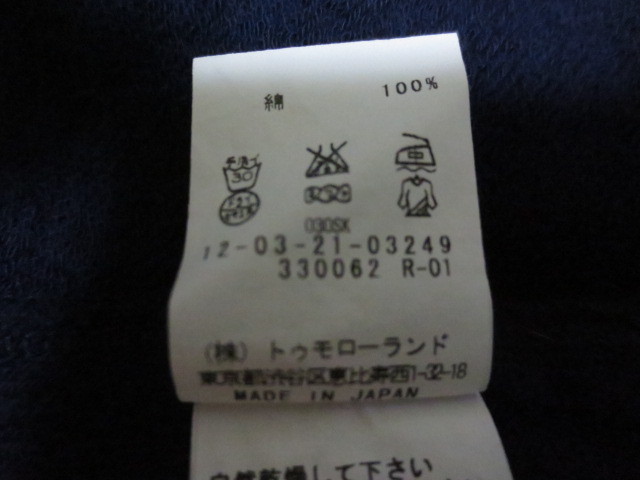 綿 100%
手洗イ
30
030SK
12-03-21-03249
330062 R-01
(株) トゥモローランド
東京都渋谷区恵比寿西1-32-18
MADE IN JAPAN
自然乾燥して下さい